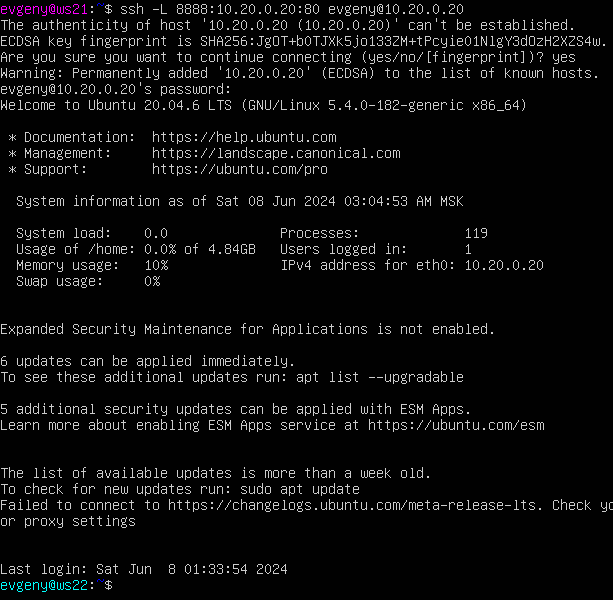 evgeny@ws21:~$ ssh -L 8888:10.20.0.20:80 evgeny@10.20.0.20
The authenticity of host '10.20.0.20 (10.20.0.20)' can't be established.
ECDSA key fingerprint is SHA256:JgOT+b0TJXk5jo133ZM+tPcyie01NlgY3dOzH2XZS4w.
Are you sure you want to continue connecting (yes/no/[fingerprint])? yes
Warning: Permanently added '10.20.0.20' (ECDSA) to the list of known hosts.
evgeny@10.20.0.20's password:
Welcome to Ubuntu 20.04.6 LTS (GNU/Linux 5.4.0-182-generic x86_64)
* Documentation:  https://help.ubuntu.com
* Management:     https://landscape.canonical.com
* Support:        https://ubuntu.com/pro
System information as of Sat 08 Jun 2024 03:04:53 AM MSK
System load:    0.0               Processes:              119
Usage of /home: 0.0% of 4.84GB   Users logged in:        1
Memory usage:   10%               IPv4 address for eth0: 10.20.0.20
Swap usage:     0%
Expanded Security Maintenance for Applications is not enabled.
6 updates can be applied immediately.
To see these additional updates run: apt list --upgradable
5 additional security updates can be applied with ESM Apps.
Learn more about enabling ESM Apps service at https://ubuntu.com/esm
The list of available updates is more than a week old.
To check for new updates run: sudo apt update
Failed to connect to https://changelogs.ubuntu.com/meta-release-lts. Check yo
or proxy settings
Last login: Sat Jun  8 01:33:54 2024
evgeny@ws22:~$